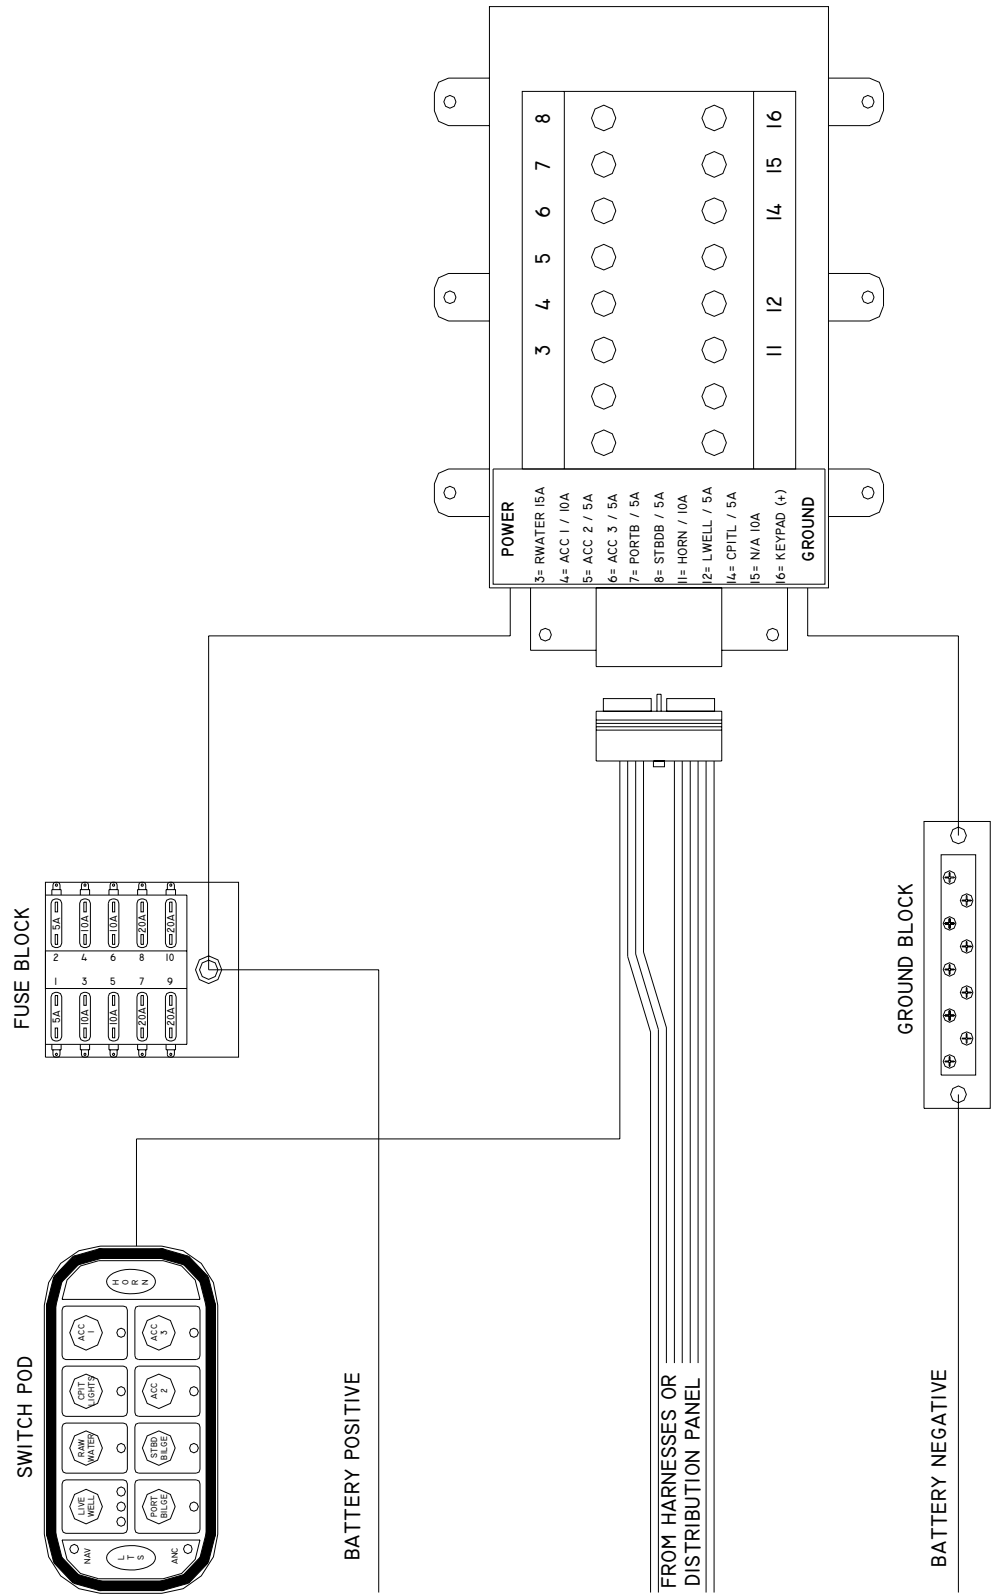 SWITCH POD
NAV
LTS
ANC
LIVE
WELL
RAW
WATER
CPIT
LIGHTS
ACC
1
PORT
BILGE
STBD
BILGE
ACC
2
ACC
3
HORN
FUSE BLOCK
1 2
3 4
5 6
7 8
9 10
5A 5A
10A 10A
10A 10A
20A 20A
20A 20A
BATTERY POSITIVE
FROM HARNESSES OR
DISTRIBUTION PANEL
BATTERY NEGATIVE
GROUND BLOCK
POWER
3= RWATER 15A
4= ACC 1 / 10A
5= ACC 2 / 5A
6= ACC 3 / 5A
7= PORTB / 5A
8= STBDB / 5A
11= HORN / 10A
12= LWELL / 5A
14= CPITL / 5A
15= N/A 10A
16= KEYPAD (+)
GROUND
3 4 5 6 7 8
11 12 14 15 16